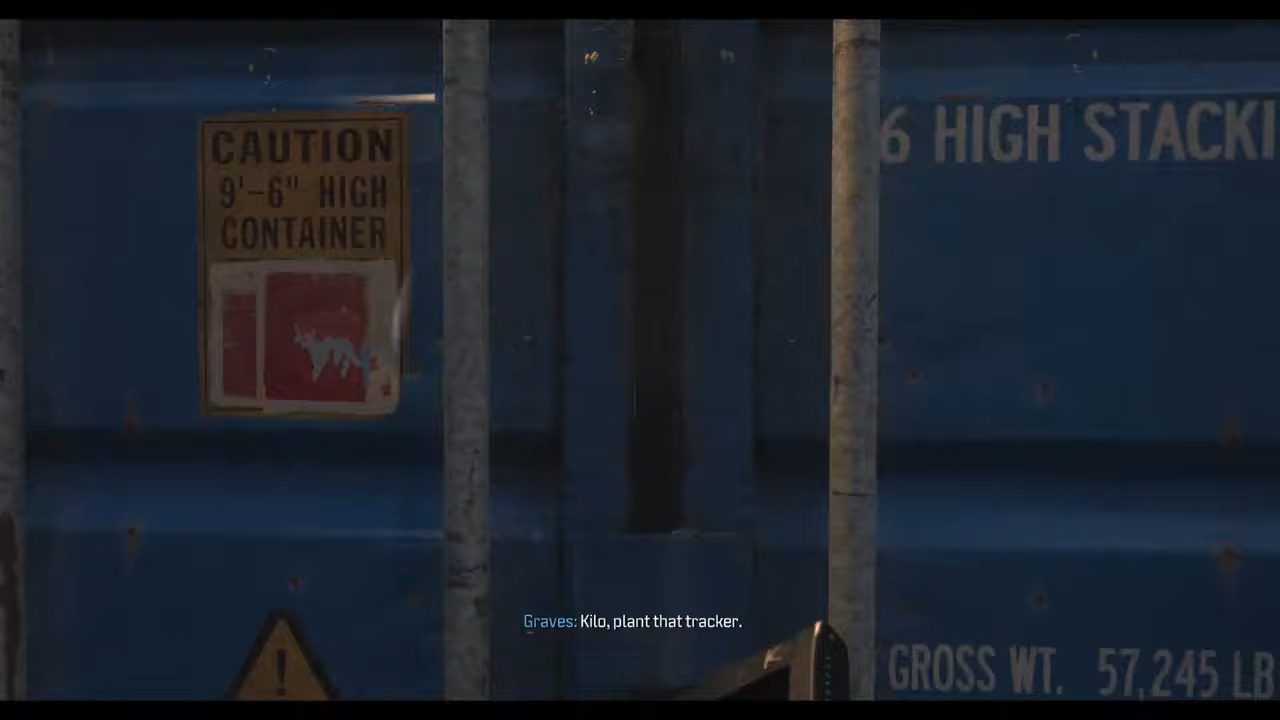 CAUTION
9'-6" HIGH
CONTAINER
6 HIGH STACKI
Graves: Kilo, plant that tracker.
!
GROSS WT. 57,245 LB